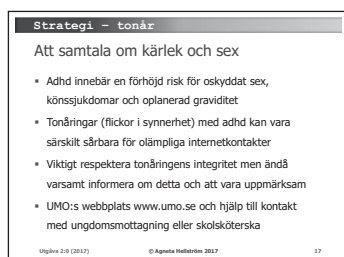 Strategi – tonår
Att samtala om kärlek och sex
▪ Adhd innebär en förhöjd risk för oskyddat sex,
könssjukdomar och oplanerad graviditet
▪ Tonåringar (flickor i synnerhet) med adhd kan vara
särskilt sårbara för olämpliga internetkontakter
▪ Viktigt respektera tonåringens integritet men ändå
varsamt informera om detta och att vara uppmärksam
▪ UMO:s webbplats www.umo.se och hjälp till kontakt
med ungdomsmottagning eller skolsköterska
Utgåva 2:0 (2017) © Agneta Hellström 2017 17